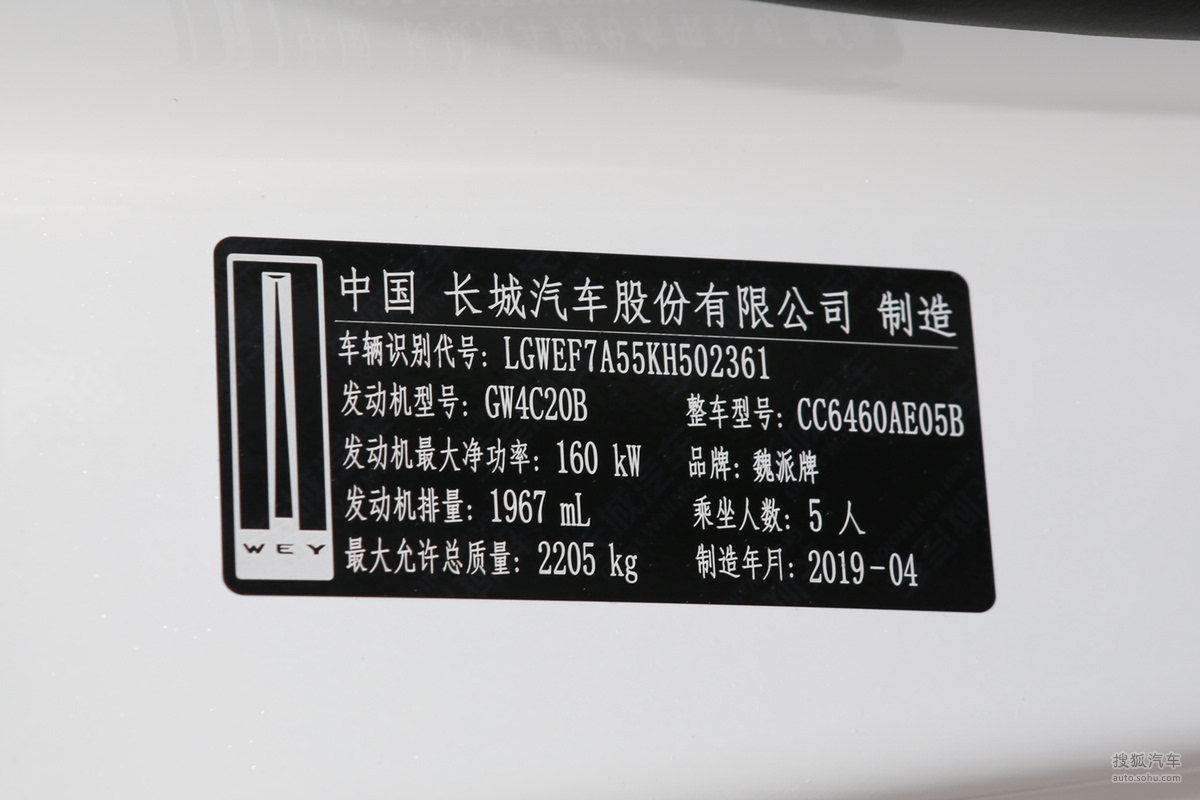 中国 长城汽车股份有限公司 制造
车辆识别代号: LGWEF7A55KH502361
发动机型号: GW4C20B 整车型号: CC6460AE05B
发动机最大净功率: 160 kW 品牌: 魏派牌
发动机排量: 1967 mL 乘坐人数: 5 人
最大允许总质量: 2205 kg 制造年月: 2019-04
WEY
搜狐汽车
auto.sohu.com